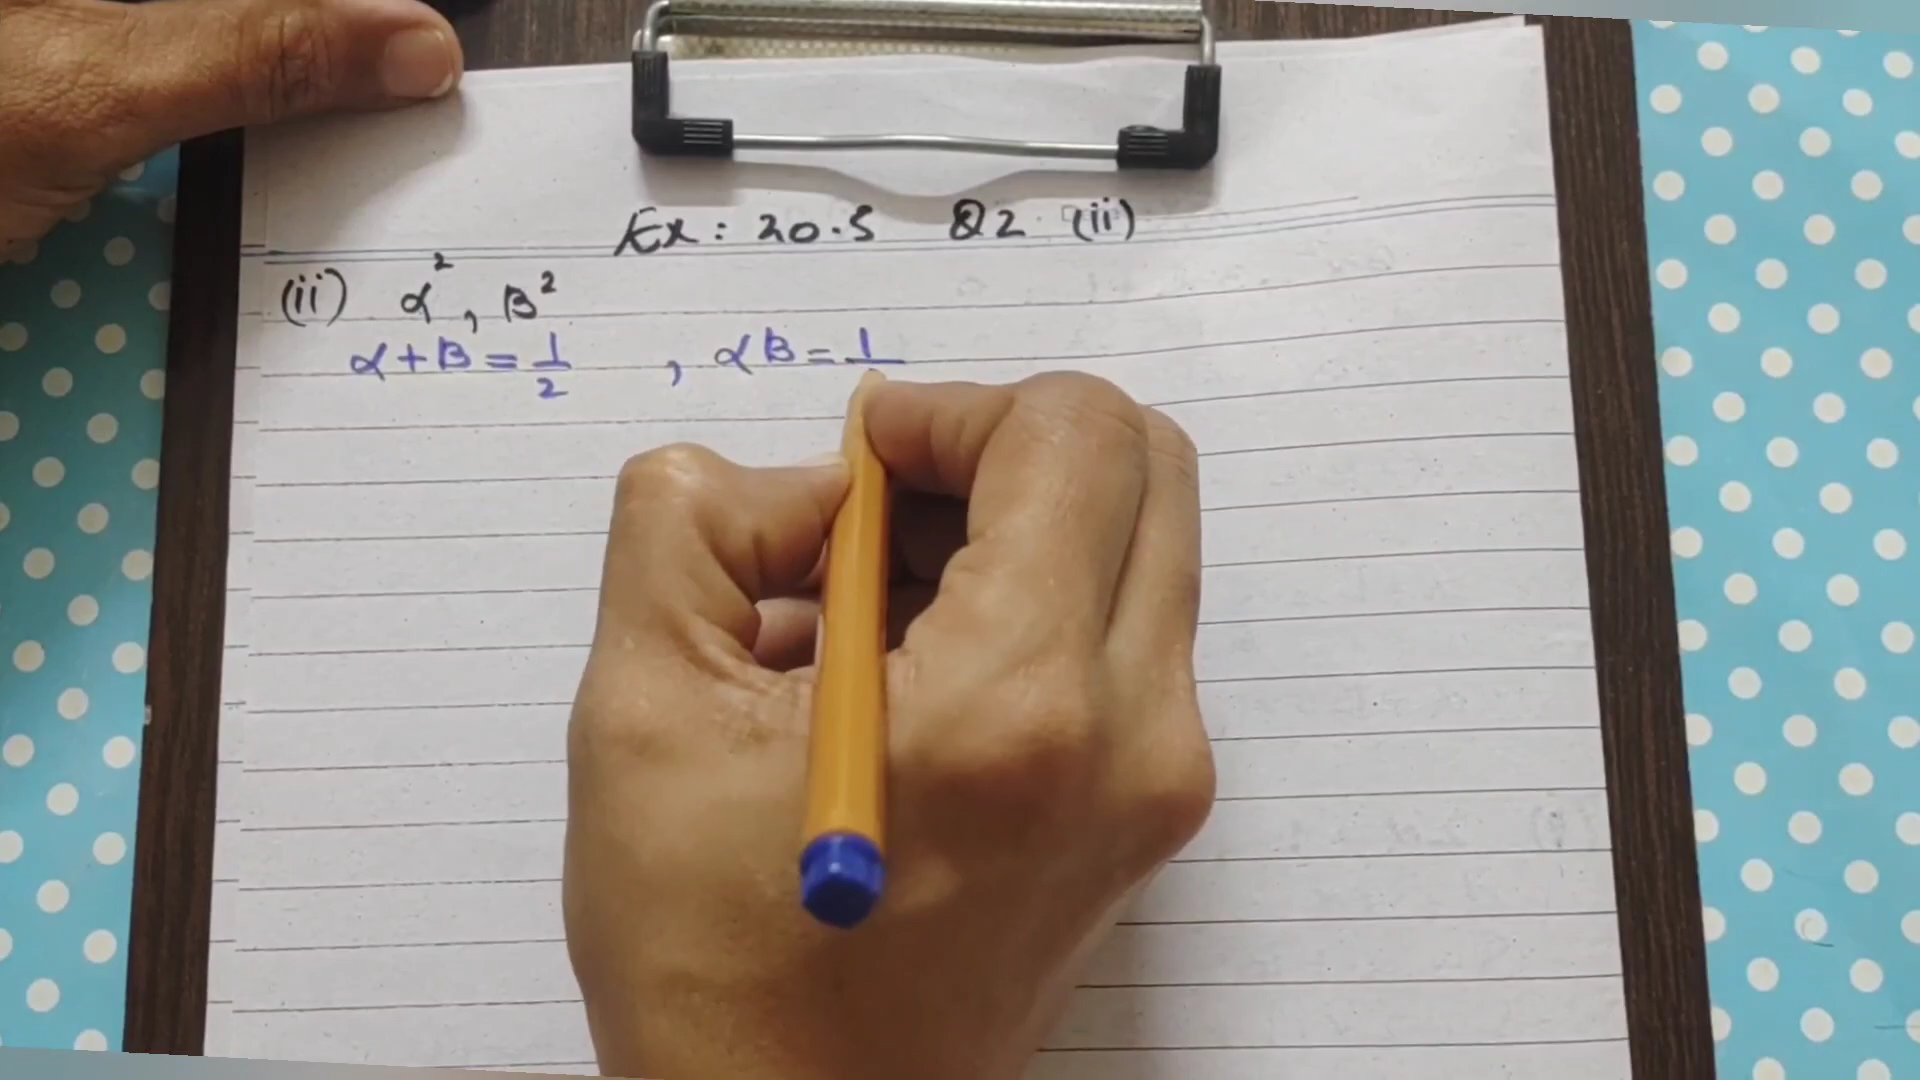 Ex: 20.5 Q2. (ii)
(ii) α², β²
α+β = 1/2 , αβ = 1/